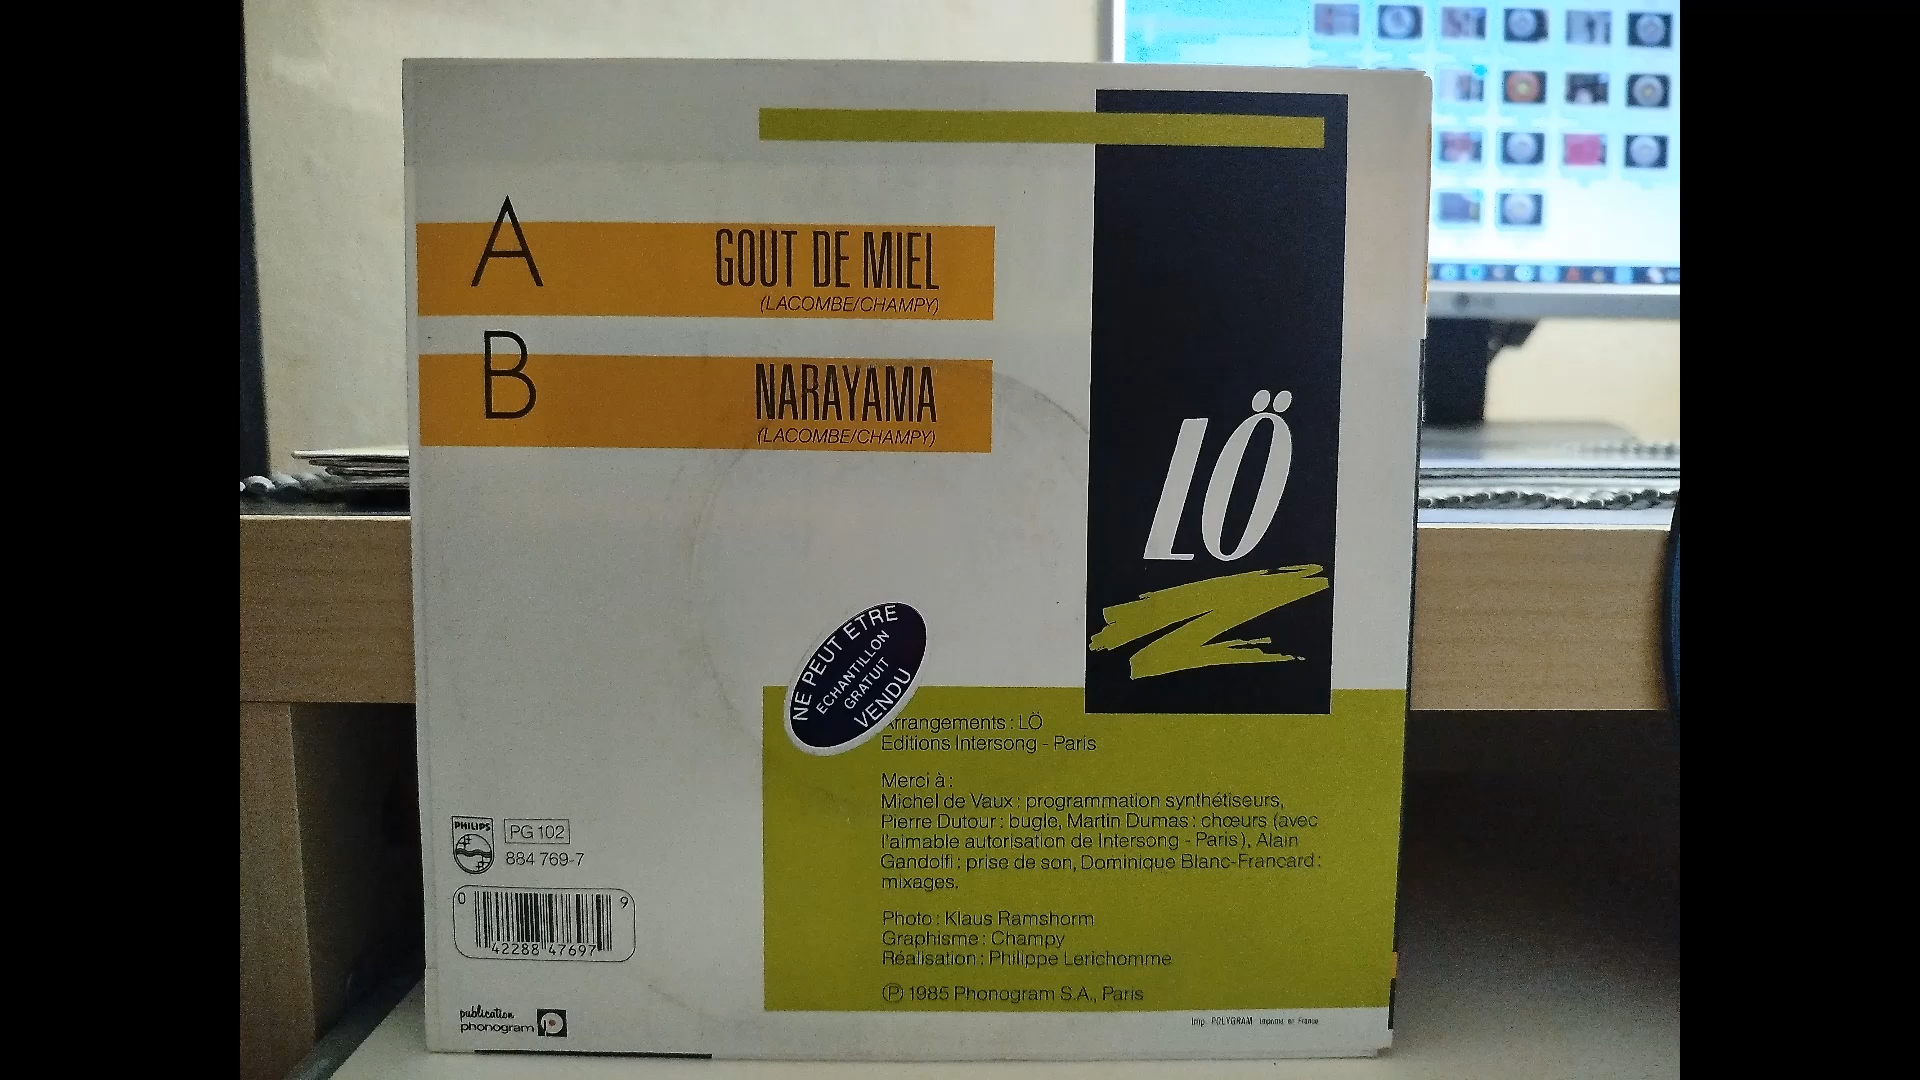 A
GOUT DE MIEL
(LACOMBE/CHAMPY)
B
NARAYAMA
(LACOMBE/CHAMPY)
LÖ
NE PEUT ETRE
ECHANTILLON
GRATUIT
VENDU
Arrangements : LÖ
Editions Intersong - Paris
Merci à :
Michel de Vaux : programmation synthétiseurs,
Pierre Dutour : bugle, Martin Dumas : chœurs (avec
l'aimable autorisation de Intersong - Paris), Alain
Gandolfi : prise de son, Dominique Blanc-Francard :
mixages.
Photo : Klaus Ramshorm
Graphisme : Champy
Réalisation : Philippe Lerichomme
Ⓟ 1985 Phonogram S.A., Paris
PHILIPS
PG 102
884 769-7
0 42288 47697 9
publication
phonogram
Imp. POLYGRAM Imprimé en France
LG